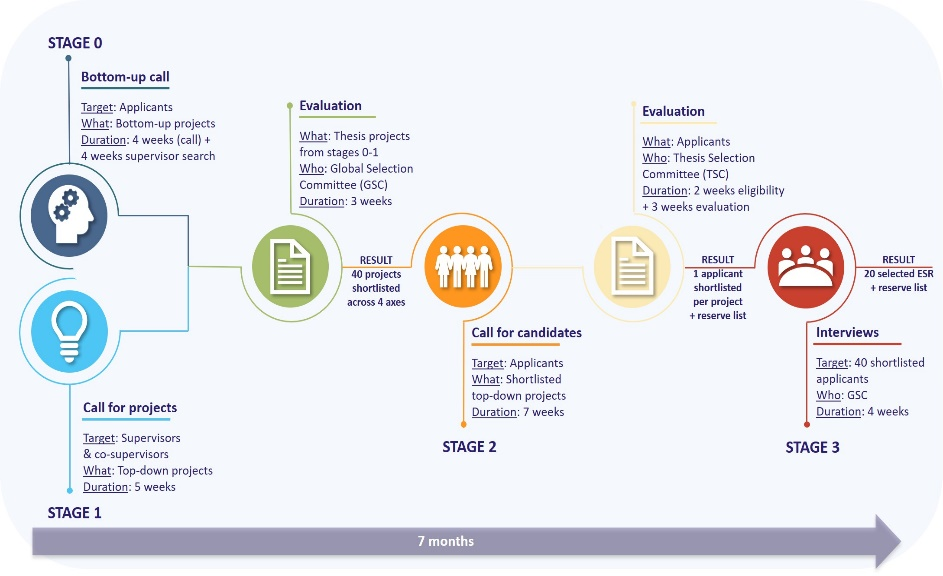 STAGE 0
Bottom-up call
Target: Applicants
What: Bottom-up projects
Duration: 4 weeks (call) +
4 weeks supervisor search
Call for projects
Target: Supervisors
& co-supervisors
What: Top-down projects
Duration: 5 weeks
STAGE 1
Evaluation
What: Thesis projects
from stages 0-1
Who: Global Selection
Committee (GSC)
Duration: 3 weeks
RESULT
40 projects
shortlisted
across 4 axes
Call for candidates
Target: Applicants
What: Shortlisted
top-down projects
Duration: 7 weeks
STAGE 2
Evaluation
What: Applicants
Who: Thesis Selection
Committee (TSC)
Duration: 2 weeks eligibility
+ 3 weeks evaluation
RESULT
1 applicant
shortlisted
per project
+ reserve list
Interviews
Target: 40 shortlisted
applicants
Who: GSC
Duration: 4 weeks
STAGE 3
RESULT
20 selected ESR
+ reserve list
7 months